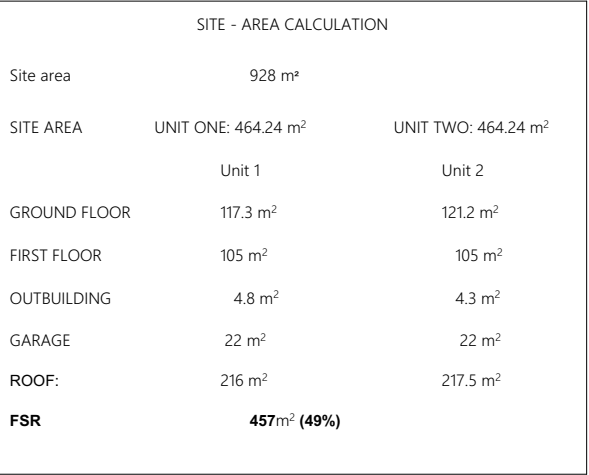 SITE - AREA CALCULATION
Site area 928 m²
SITE AREA UNIT ONE: 464.24 m² UNIT TWO: 464.24 m²
Unit 1 Unit 2
GROUND FLOOR 117.3 m² 121.2 m²
FIRST FLOOR 105 m² 105 m²
OUTBUILDING 4.8 m² 4.3 m²
GARAGE 22 m² 22 m²
ROOF: 216 m² 217.5 m²
FSR 457m² (49%)